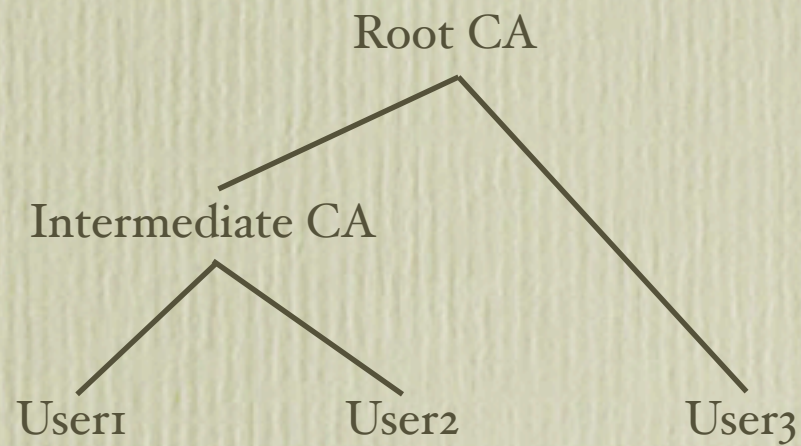 Root CA
Intermediate CA
User1
User2
User3